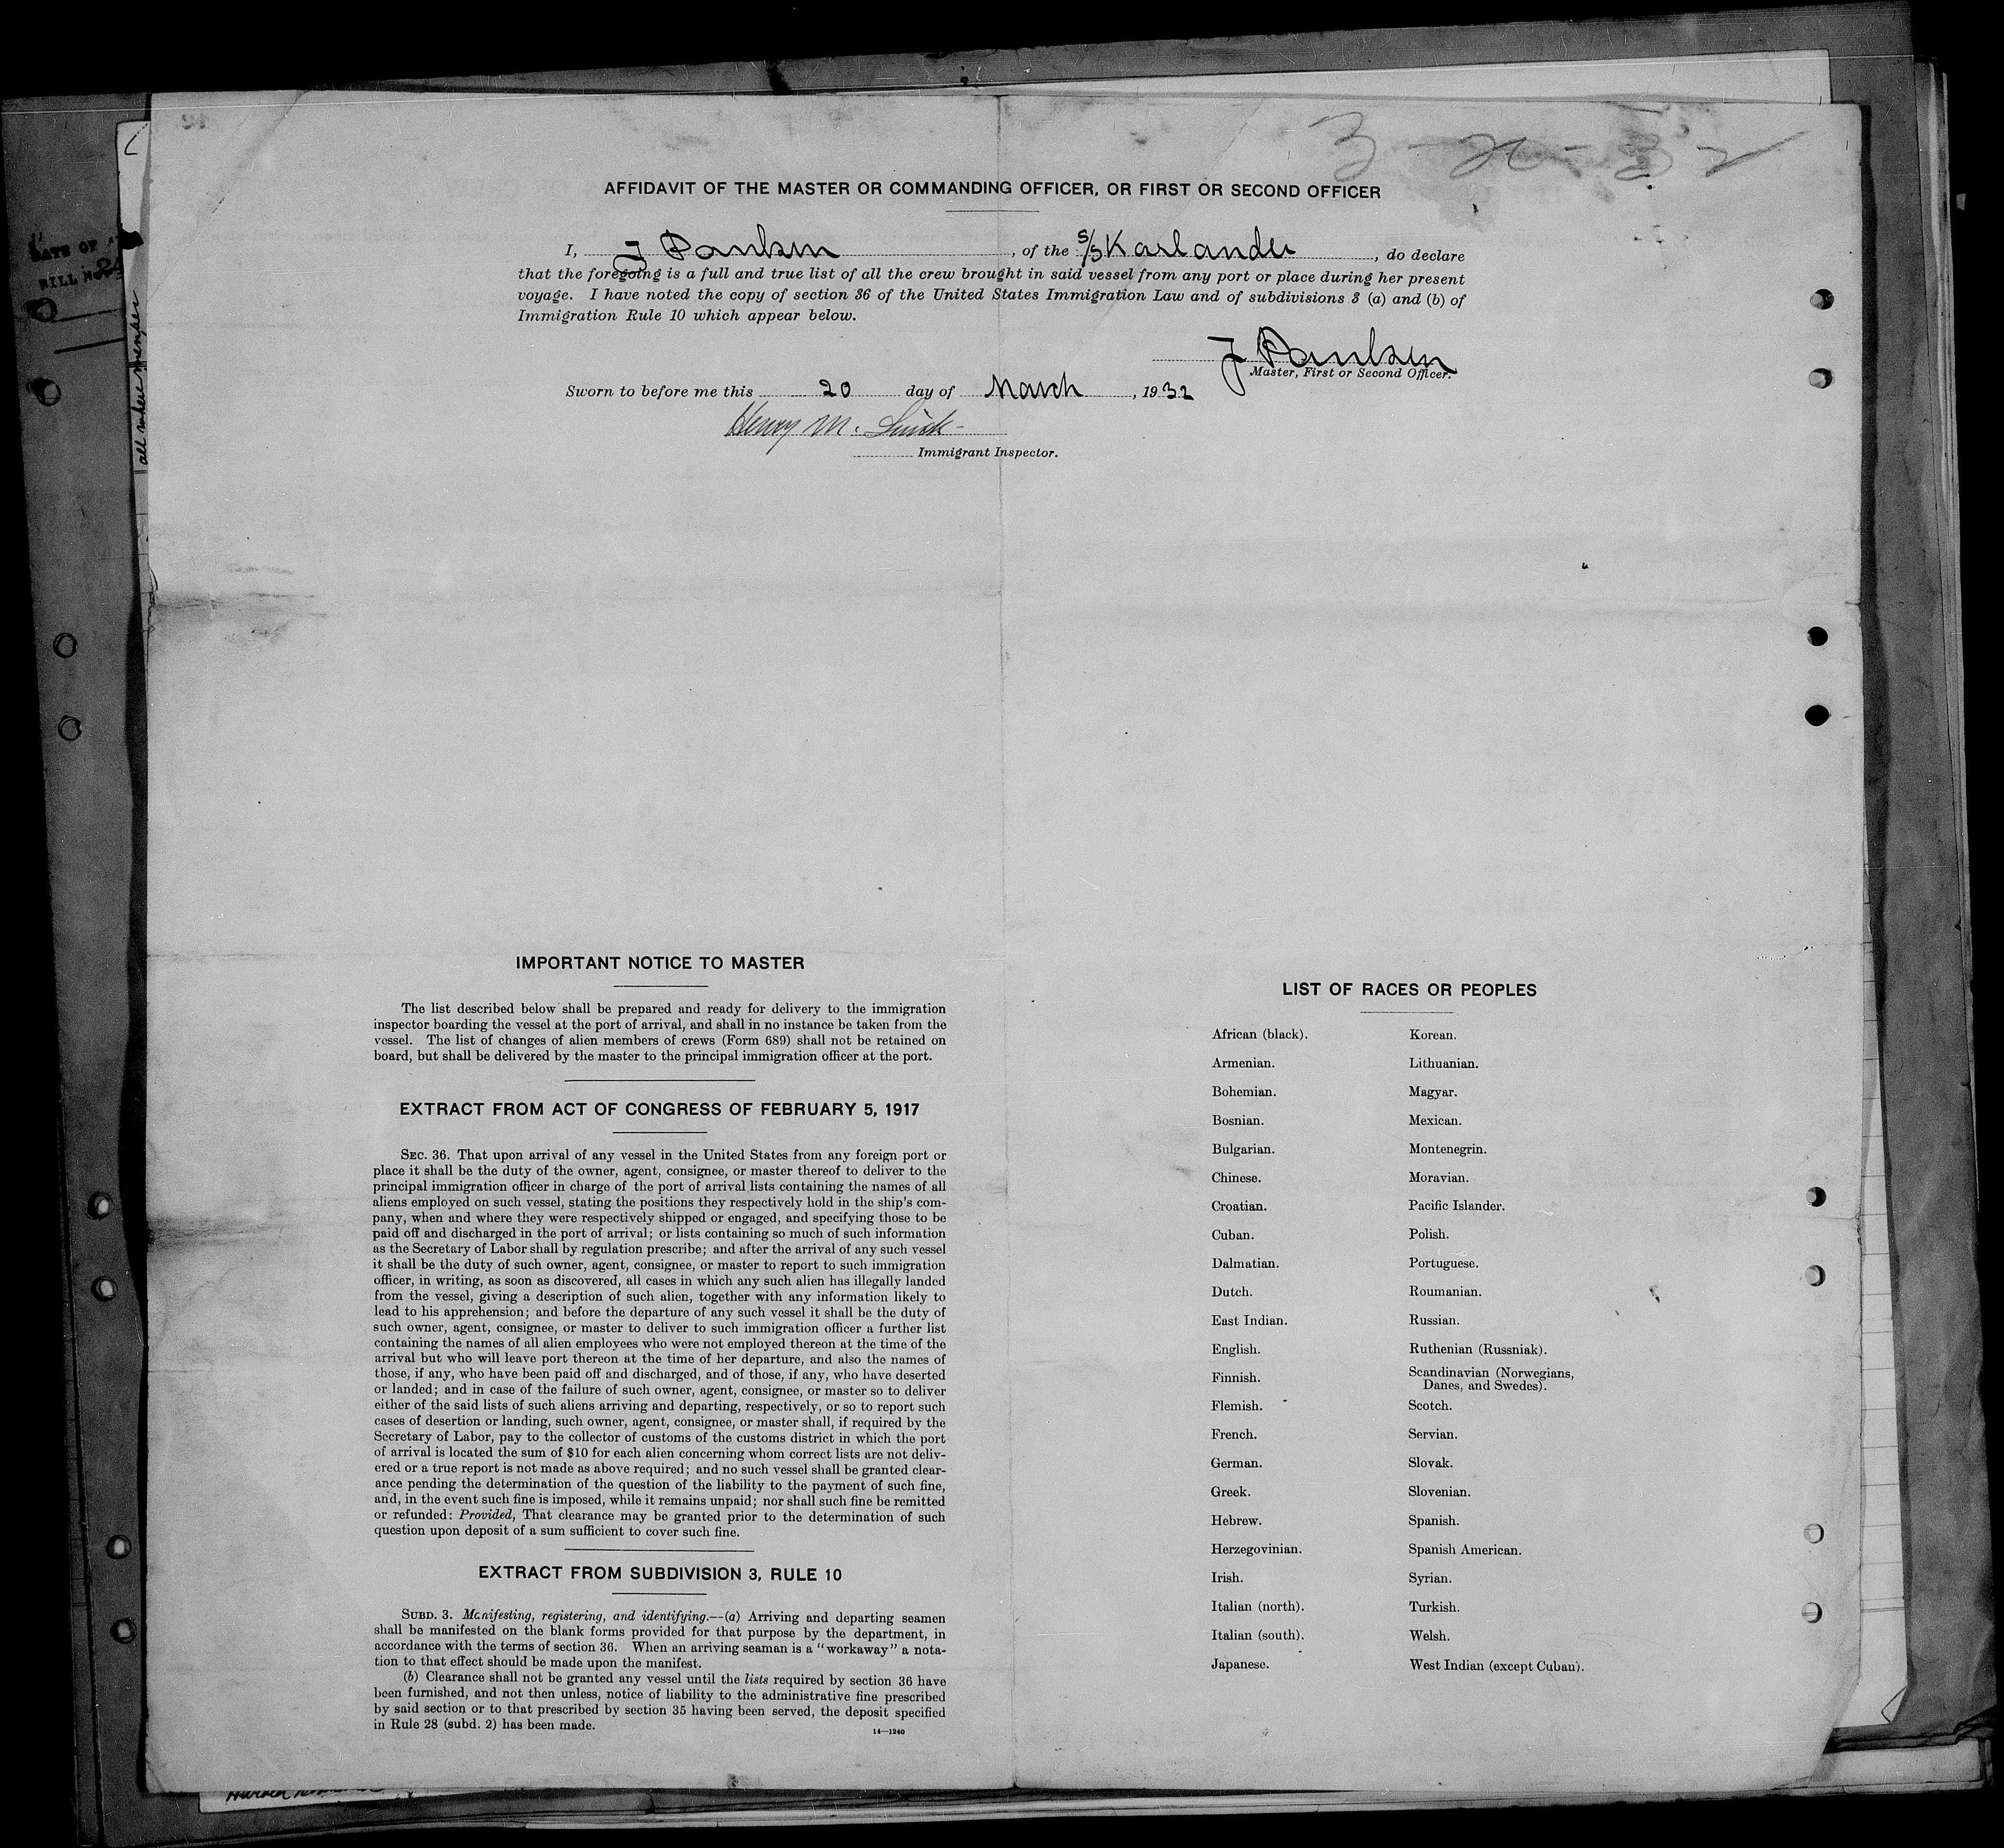 3-20-32
AFFIDAVIT OF THE MASTER OR COMMANDING OFFICER, OR FIRST OR SECOND OFFICER
I, J Paulsen, of the S/S Karlander, do declare
that the foregoing is a full and true list of all the crew brought in said vessel from any port or place during her present
voyage. I have noted the copy of section 36 of the United States Immigration Law and of subdivisions 3 (a) and (b) of
Immigration Rule 10 which appear below.
J Paulsen
Master, First or Second Officer.
Sworn to before me this 20 day of March, 1932
Henry M.
Immigrant Inspector.
all where member
DATE OF
BILL
IMPORTANT NOTICE TO MASTER
The list described below shall be prepared and ready for delivery to the immigration
inspector boarding the vessel at the port of arrival, and shall in no instance be taken from the
vessel. The list of changes of alien members of crews (Form 689) shall not be retained on
board, but shall be delivered by the master to the principal immigration officer at the port.
EXTRACT FROM ACT OF CONGRESS OF FEBRUARY 5, 1917
SEC. 36. That upon arrival of any vessel in the United States from any foreign port or
place it shall be the duty of the owner, agent, consignee, or master thereof to deliver to the
principal immigration officer in charge of the port of arrival lists containing the names of all
aliens employed on such vessel, stating the positions they respectively hold in the ship's com-
pany, when and where they were respectively shipped or engaged, and specifying those to be
paid off and discharged in the port of arrival; or lists containing so much of such information
as the Secretary of Labor shall by regulation prescribe; and after the arrival of any such vessel
it shall be the duty of such owner, agent, consignee, or master to report to such immigration
officer, in writing, as soon as discovered, all cases in which any such alien has illegally landed
from the vessel, giving a description of such alien, together with any information likely to
lead to his apprehension; and before the departure of any such vessel it shall be the duty of
such owner, agent, consignee, or master to deliver to such immigration officer a further list
containing the names of all alien employees who were not employed thereon at the time of the
arrival but who will leave port thereon at the time of her departure, and also the names of
those, if any, who have been paid off and discharged, and of those, if any, who have deserted
or landed; and in case of the failure of such owner, agent, consignee, or master so to deliver
either of the said lists of such aliens arriving and departing, respectively, or so to report such
cases of desertion or landing, such owner, agent, consignee, or master shall, if required by the
Secretary of Labor, pay to the collector of customs of the customs district in which the port
of arrival is located the sum of $10 for each alien concerning whom correct lists are not deliv-
ered or a true report is not made as above required; and no such vessel shall be granted clear-
ance pending the determination of the question of the liability to the payment of such fine,
and, in the event such fine is imposed, while it remains unpaid; nor shall such fine be remitted
or refunded: Provided, That clearance may be granted prior to the determination of such
question upon deposit of a sum sufficient to cover such fine.
EXTRACT FROM SUBDIVISION 3, RULE 10
SUBD. 3. Manifesting, registering, and identifying.—(a) Arriving and departing seamen
shall be manifested on the blank forms provided for that purpose by the department, in
accordance with the terms of section 36. When an arriving seaman is a "workaway" a nota-
tion to that effect should be made upon the manifest.
(b) Clearance shall not be granted any vessel until the lists required by section 36 have
been furnished, and not then unless, notice of liability to the administrative fine prescribed
by said section or to that prescribed by section 35 having been served, the deposit specified
in Rule 28 (subd. 2) has been made.
14—1240
LIST OF RACES OR PEOPLES
African (black). Korean.
Armenian. Lithuanian.
Bohemian. Magyar.
Bosnian. Mexican.
Bulgarian. Montenegrin.
Chinese. Moravian.
Croatian. Pacific Islander.
Cuban. Polish.
Dalmatian. Portuguese.
Dutch. Roumanian.
East Indian. Russian.
English. Ruthenian (Russniak).
Finnish. Scandinavian (Norwegians,
Danes, and Swedes).
Flemish. Scotch.
French. Servian.
German. Slovak.
Greek. Slovenian.
Hebrew. Spanish.
Herzegovinian. Spanish American.
Irish. Syrian.
Italian (north). Turkish.
Italian (south). Welsh.
Japanese. West Indian (except Cuban).